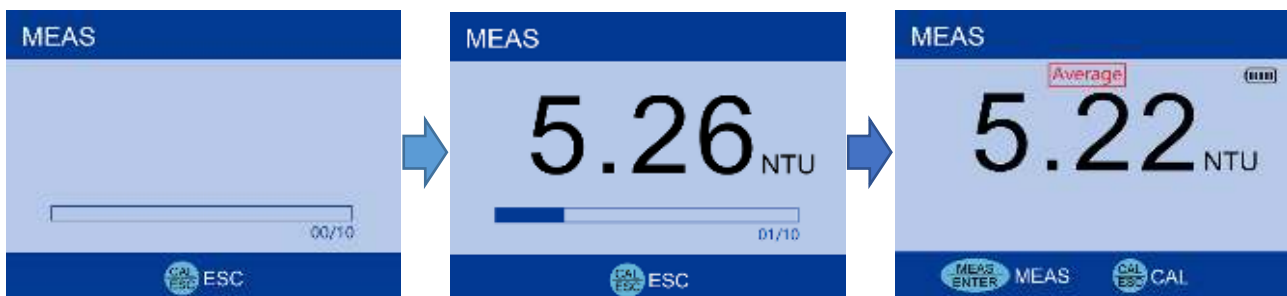 MEAS
00/10
CAL ESC ESC
MEAS
5.26 NTU
01/10
CAL ESC ESC
MEAS
Average
5.22 NTU
MEAS ENTER MEAS CAL ESC CAL